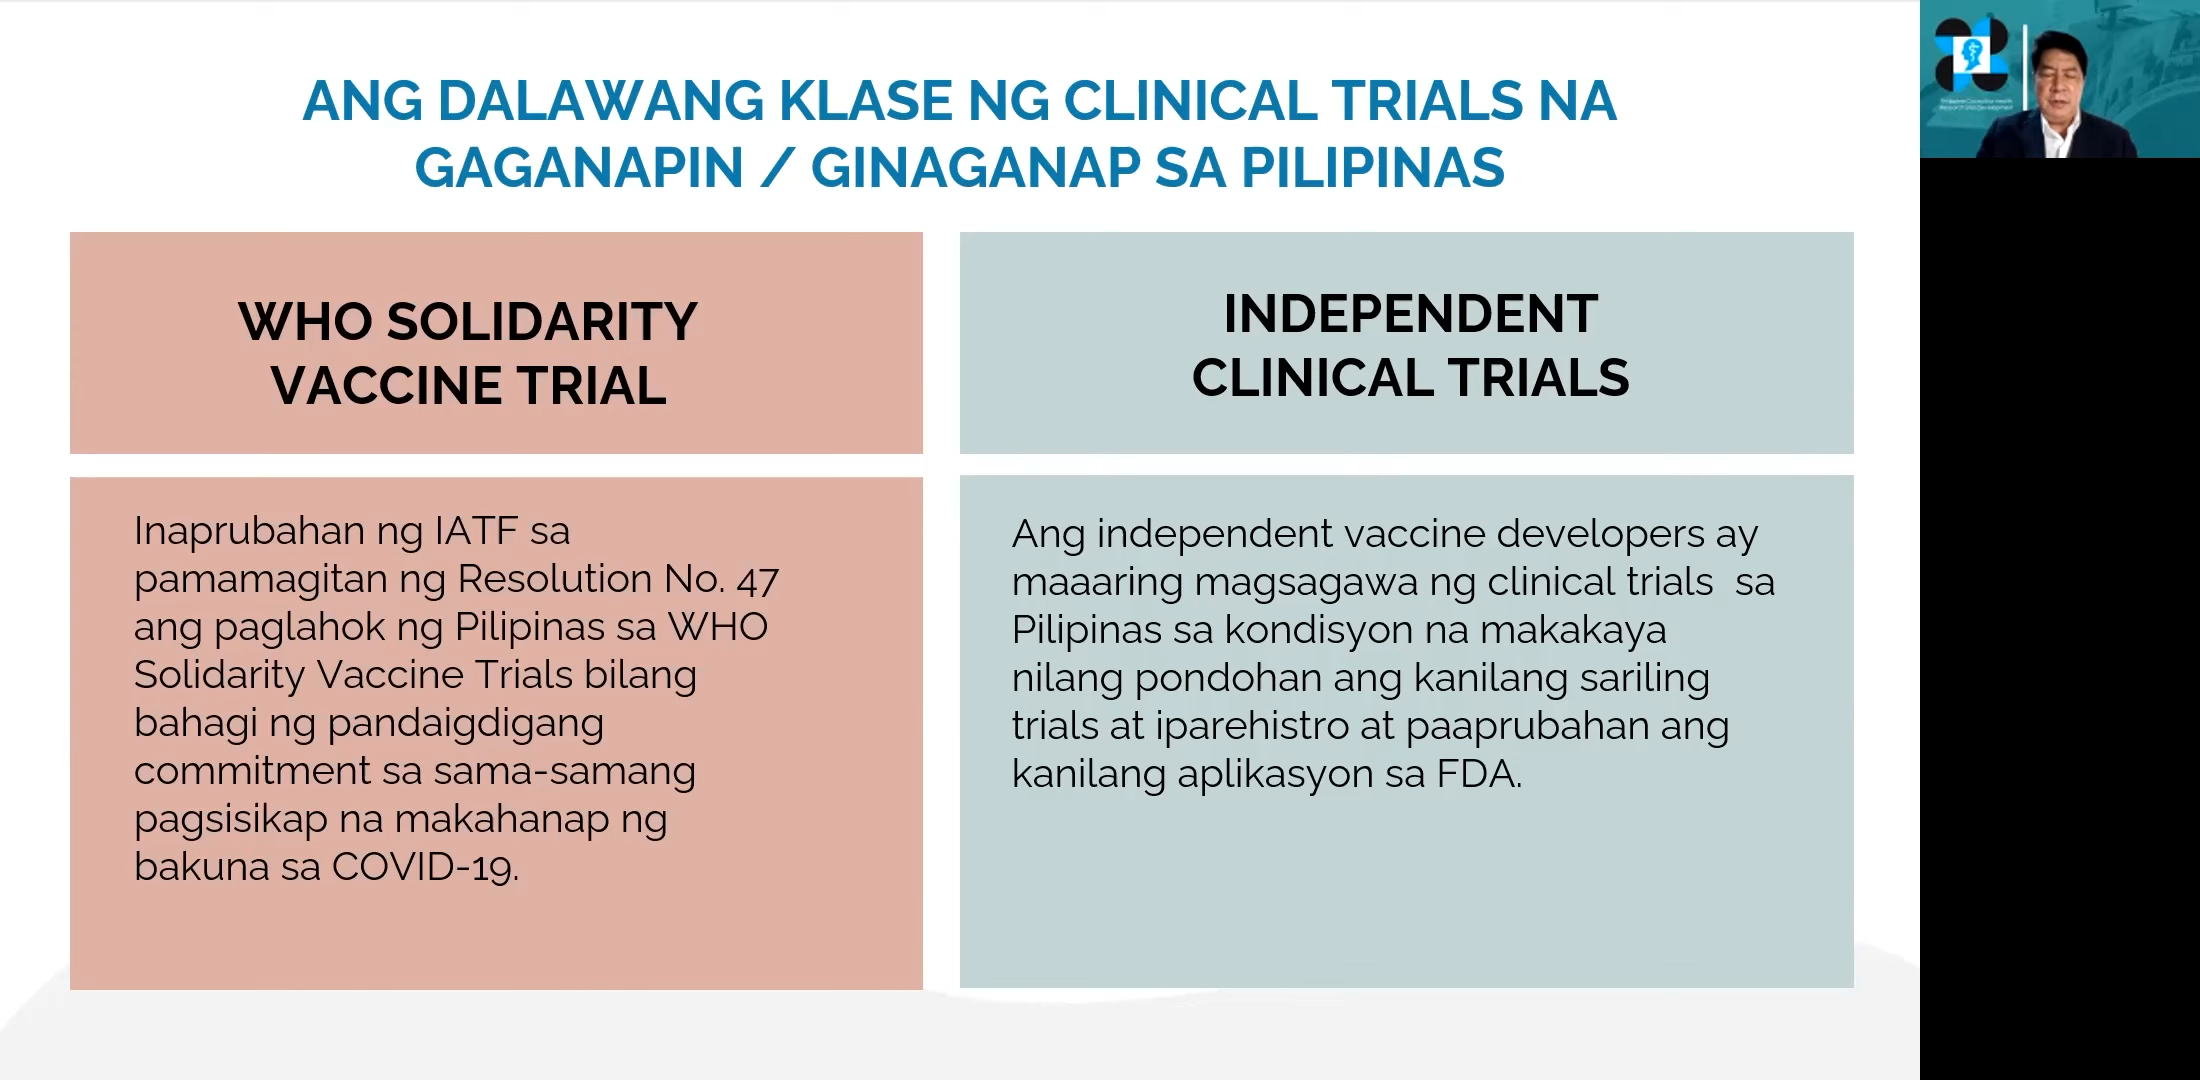 ANG DALAWANG KLASE NG CLINICAL TRIALS NA
GAGANAPIN / GINAGANAP SA PILIPINAS
WHO SOLIDARITY
VACCINE TRIAL
Inaprubahan ng IATF sa
pamamagitan ng Resolution No. 47
ang paglahok ng Pilipinas sa WHO
Solidarity Vaccine Trials bilang
bahagi ng pandaigdigang
commitment sa sama-samang
pagsisikap na makahanap ng
bakuna sa COVID-19.
INDEPENDENT
CLINICAL TRIALS
Ang independent vaccine developers ay
maaaring magsagawa ng clinical trials  sa
Pilipinas sa kondisyon na makakaya
nilang pondohan ang kanilang sariling
trials at iparehistro at paaprubahan ang
kanilang aplikasyon sa FDA.